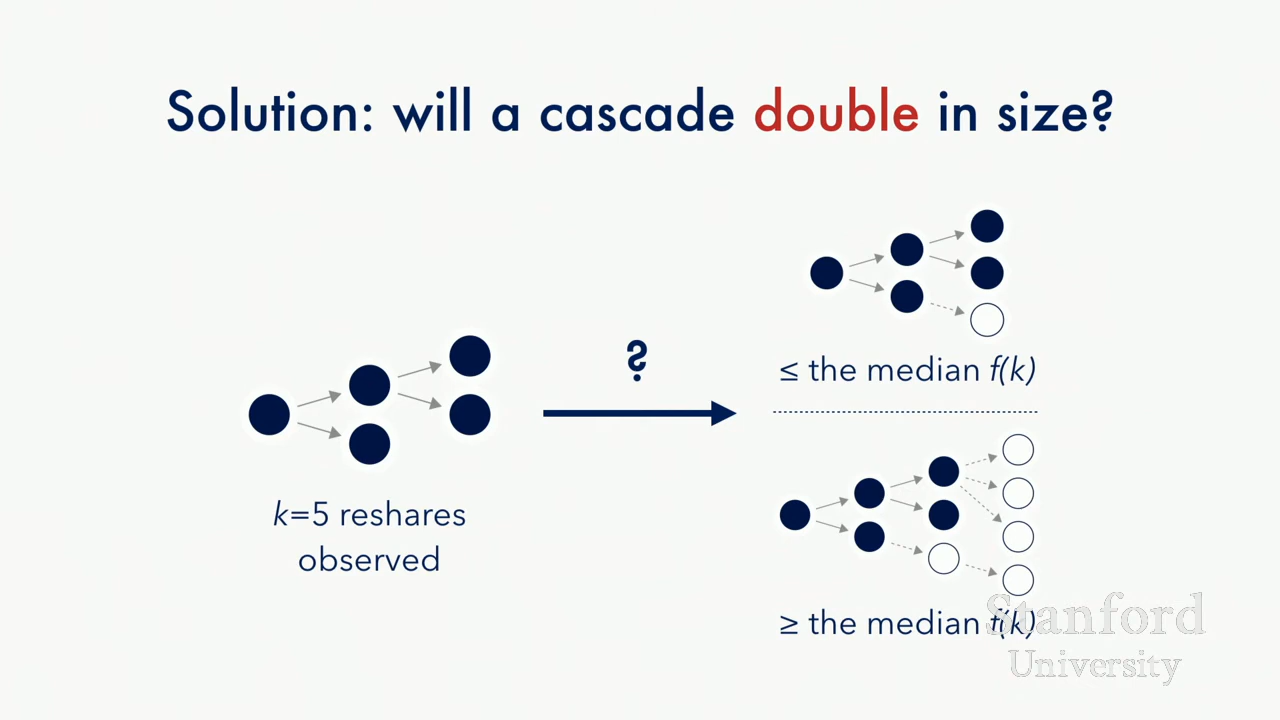 Solution: will a cascade double in size?
?
≤ the median f(k)
k=5 reshares
observed
≥ the median f(k)
Stanford
University